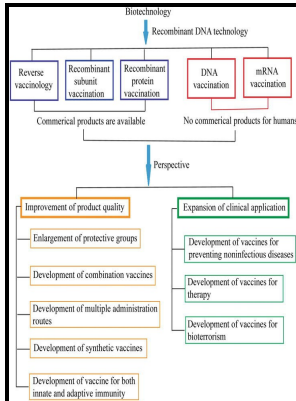 Biotechnology
Recombinant DNA technology
Reverse
vaccinology
Recombinant
subunit
vaccination
Recombinant
protein
vaccination
DNA
vaccination
mRNA
vaccination
Commerical products are available
No commerical products for humans
Perspective
Improvement of product quality
Expansion of clinical application
Enlargement of protective groups
Development of combination vaccines
Development of multiple administration
routes
Development of synthetic vaccines
Development of vaccine for both
innate and adaptive immunity
Development of vaccines for
preventing noninfectious diseases
Development of vaccines for
therapy
Development of vaccines for
bioterrorism